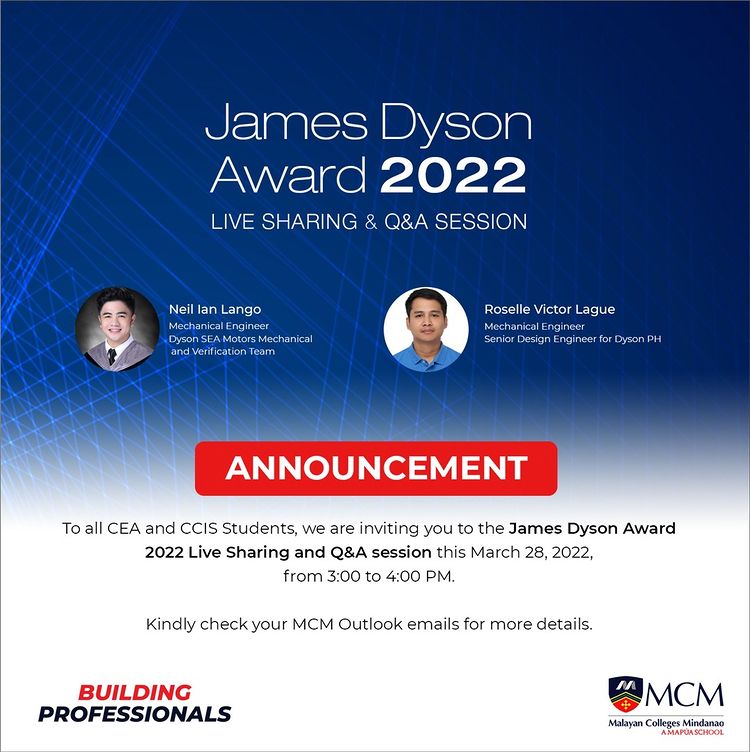 James Dyson
Award 2022
LIVE SHARING & Q&A SESSION
Neil Ian Lango
Mechanical Engineer
Dyson SEA Motors Mechanical
and Verification Team
Roselle Victor Lague
Mechanical Engineer
Senior Design Engineer for Dyson PH
ANNOUNCEMENT
To all CEA and CCIS Students, we are inviting you to the James Dyson Award
2022 Live Sharing and Q&A session this March 28, 2022,
from 3:00 to 4:00 PM.
Kindly check your MCM Outlook emails for more details.
BUILDING
PROFESSIONALS
MCM
Malayan Colleges Mindanao
A MAPÚA SCHOOL